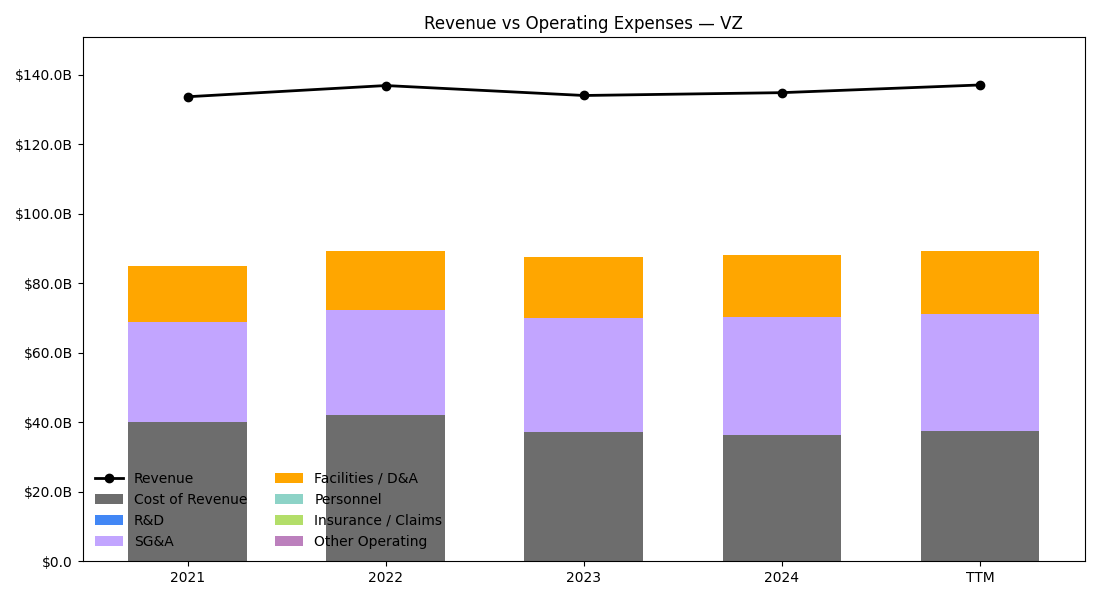 Revenue vs Operating Expenses — VZ
$140.0B
$120.0B
$100.0B
$80.0B
$60.0B
$40.0B
$20.0B
$0.0
Revenue
Cost of Revenue
R&D
SG&A
Facilities / D&A
Personnel
Insurance / Claims
Other Operating
2021
2022
2023
2024
TTM